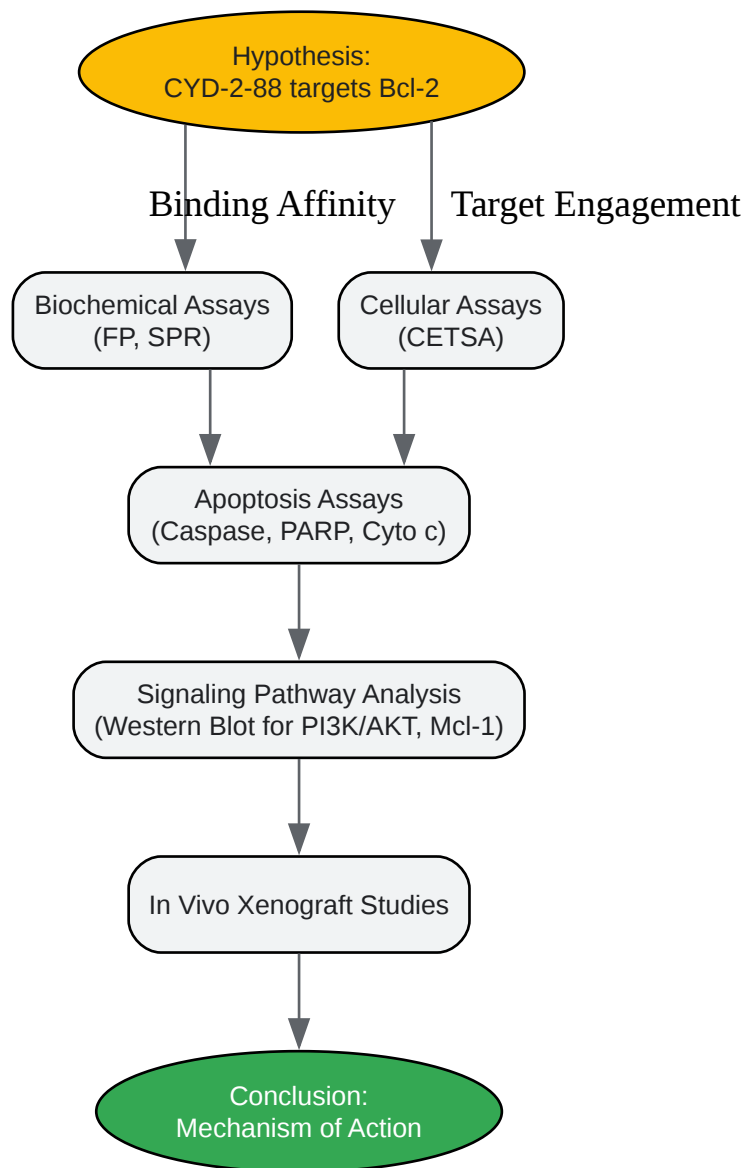 Hypothesis:
CYD-2-88 targets Bcl-2
Binding Affinity
Target Engagement
Biochemical Assays
(FP, SPR)
Cellular Assays
(CETSA)
Apoptosis Assays
(Caspase, PARP, Cyto c)
Signaling Pathway Analysis
(Western Blot for PI3K/AKT, Mcl-1)
In Vivo Xenograft Studies
Conclusion:
Mechanism of Action